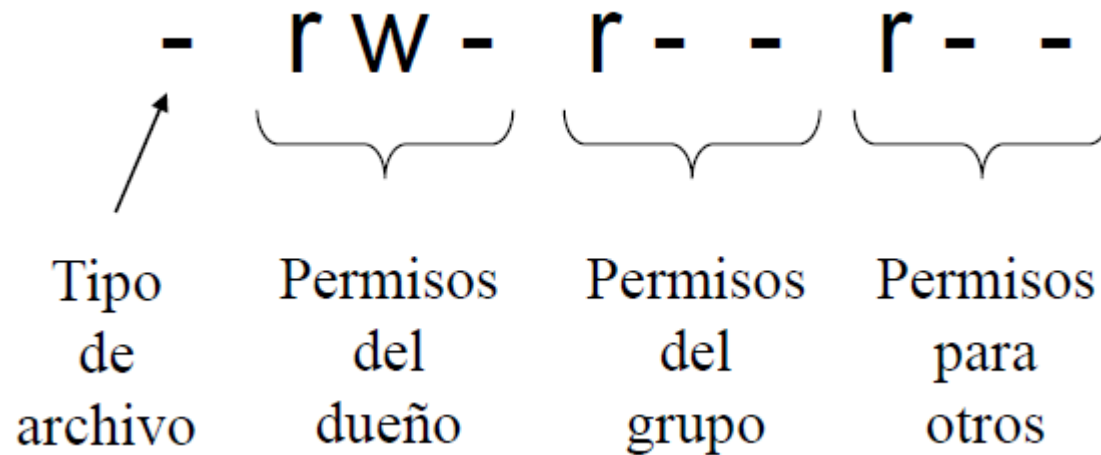 - rw- r-- r--
Tipo de archivo
Permisos del dueño
Permisos del grupo
Permisos para otros